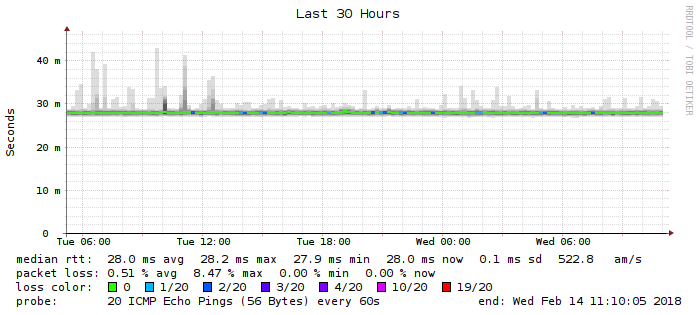 Last 30 Hours
RRDTOOL / TOBI OETIKER
Seconds
40 m
30 m
20 m
10 m
0
Tue 06:00 Tue 12:00 Tue 18:00 Wed 00:00 Wed 06:00
median rtt: 28.0 ms avg 28.2 ms max 27.9 ms min 28.0 ms now 0.1 ms sd 522.8 am/s
packet loss: 0.51 % avg 8.47 % max 0.00 % min 0.00 % now
loss color: 0 1/20 2/20 3/20 4/20 10/20 19/20
probe: 20 ICMP Echo Pings (56 Bytes) every 60s end: Wed Feb 14 11:10:05 2018